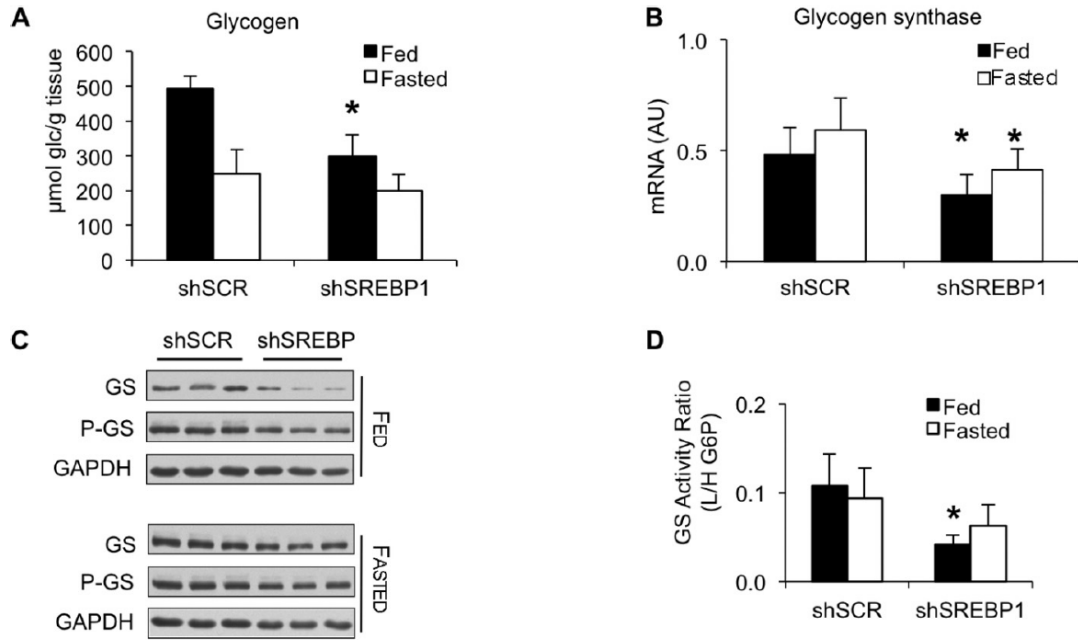 A
Glycogen
Fed
Fasted
µmol glc/g tissue
600
500
400
300
200
100
0
*
shSCR
shSREBP1
B
Glycogen synthase
Fed
Fasted
mRNA (AU)
1.0
0.5
0.0
* *
shSCR
shSREBP1
C
shSCR shSREBP
GS
P-GS
GAPDH
FED
GS
P-GS
GAPDH
FASTED
D
Fed
Fasted
GS Activity Ratio
(L/H G6P)
0.2
0.1
0.0
*
shSCR
shSREBP1